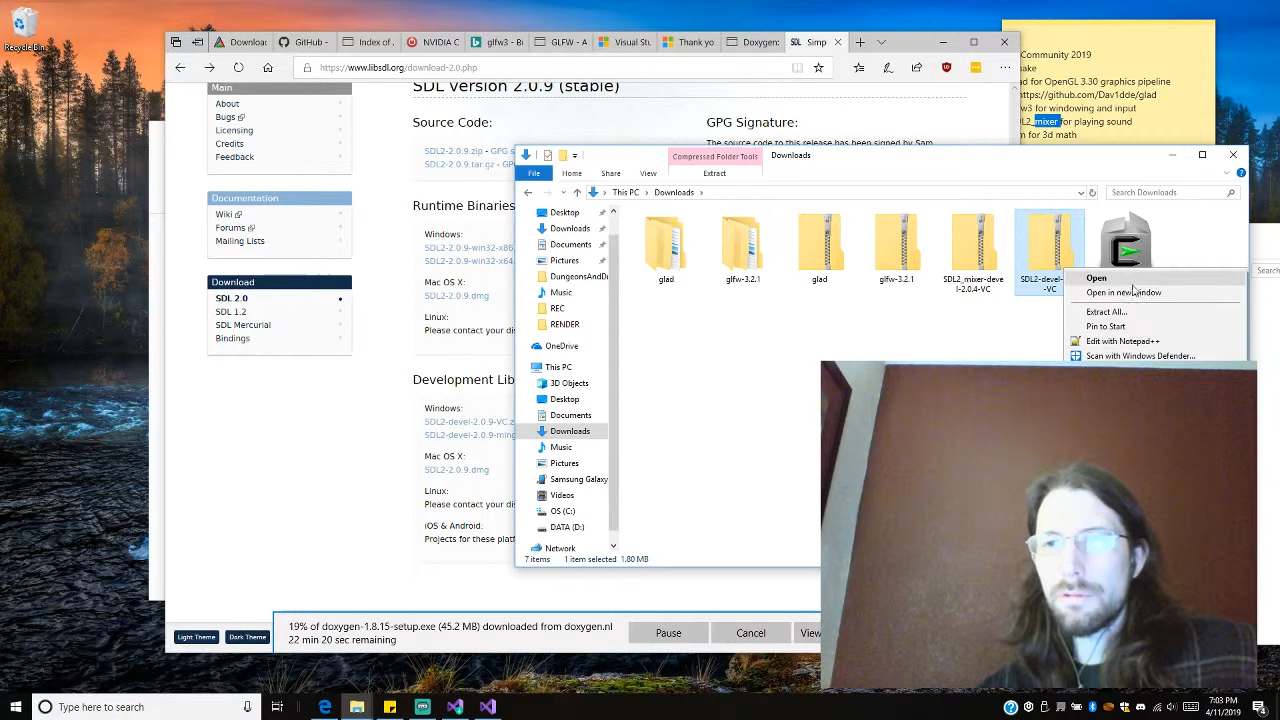 Recycle Bin
Downloa
GitHub -
Index of
NVIDIA C
glfw3 - Bi
GLFW - A
Visual Stu
Thank yo
Doxygen:
SDL Simp
https://www.libsdl.org/download-2.0.php
Community 2019
ake
ad for OpenGL 3.30 graphics pipeline
https://github.com/Dav1dde/glad
w3 for windowing and input
DL2_mixer for playing sound
m for 3d math
Main
About
Bugs
Licensing
Credits
Feedback
Documentation
Wiki
Forums
Mailing Lists
Download
SDL 2.0
SDL 1.2
SDL Mercurial
Bindings
SDL version 2.0.9 (stable)
Source Code:
SDL2-2.0.9.zip - GPG s
SDL2-2.0.9.tar.gz - GPG
GPG Signature:
The source code to this release has been signed by Sam
Runtime Binaries
Windows:
SDL2-2.0.9-win32-x86
SDL2-2.0.9-win32-x64
Mac OS X:
SDL2-2.0.9.dmg
Linux:
Please contact your dis
Development Lib
Windows:
SDL2-devel-2.0.9-VC.z
SDL2-devel-2.0.9-ming
Mac OS X:
SDL2-2.0.9.dmg
Linux:
Please contact your dis
iOS & Android:
Projects for these platf
Compressed Folder Tools
Downloads
File
Home
Share
View
Extract
This PC
Downloads
Search Downloads
Desktop
Downloads
Documents
Pictures
DungeonsAndDr
Music
REC
RENDER
OneDrive
This PC
3D Objects
Desktop
Documents
Downloads
Music
Pictures
Samsung Galaxy
Videos
OS (C:)
DATA (D:)
Network
glad
glfw-3.2.1
glad
glfw-3.2.1
SDL2_mixer-deve
l-2.0.4-VC
SDL2-devel-
-VC
Open
Open in new window
Extract All...
Pin to Start
Edit with Notepad++
Scan with Windows Defender...
7 items
1 item selected 1.80 MB
Search
Light Theme
Dark Theme
19% of doxygen-1.8.15-setup.exe (45.2 MB) downloaded from doxygen.nl
22 min 20 sec remaining
Pause
Cancel
View
Type here to search
7:03 PM
4/11/2019